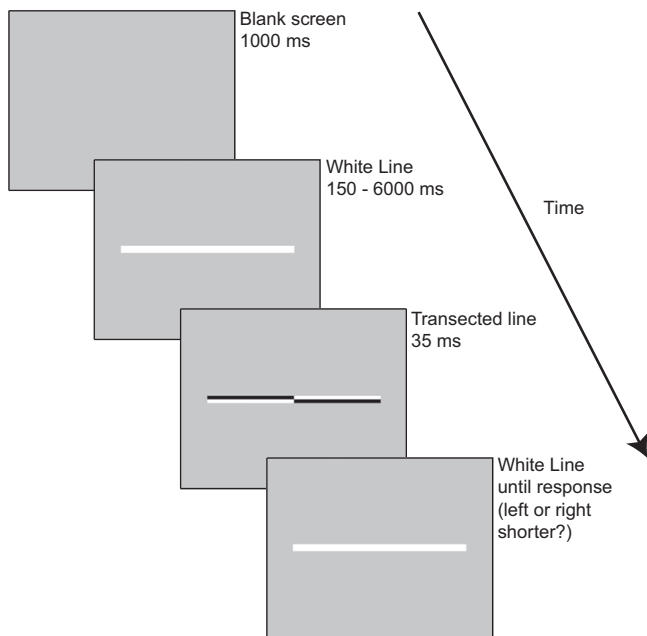 Blank screen
1000 ms
White Line
150 - 6000 ms
Time
Transected line
35 ms
White Line
until response
(left or right
shorter?)